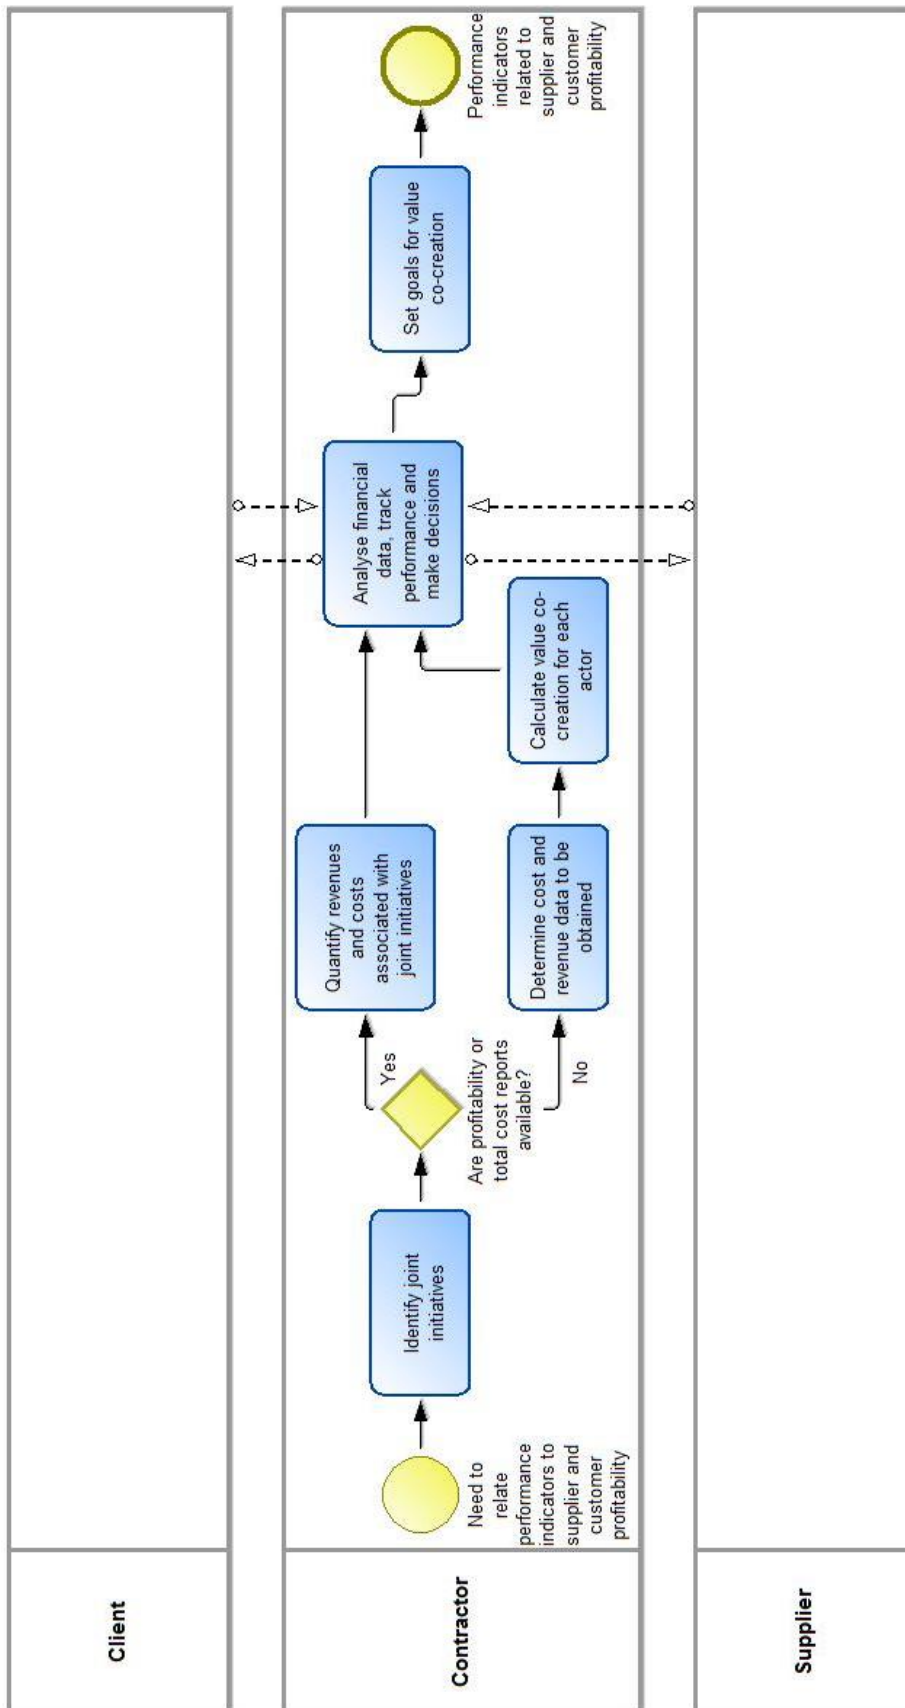 Client
Contractor
Need to
relate
performance
indicators to
supplier and
customer
profitability
Identify joint
initiatives
Are profitability or
total cost reports
available?
Yes
No
Quantify revenues
and costs
associated with
joint initiatives
Determine cost and
revenue data to be
obtained
Calculate value co-
creation for each
actor
Analyse financial
data, track
performance and
make decisions
Set goals for value
co-creation
Performance
indicators
related to
supplier and
customer
profitability
Supplier